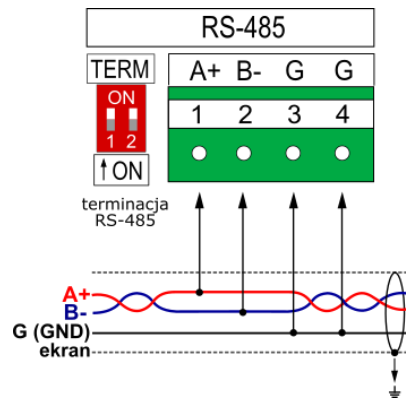 RS-485
TERM A+ B- G G
ON
1 2 3 4
1 2
↑ON
terminacja
RS-485
A+
B-
G (GND)
ekran